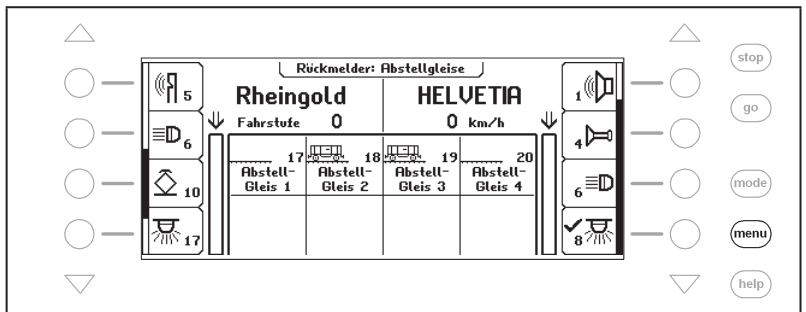 Rückmelder: Abstellgleise
Rheingold HELVETIA
Fahrstufe 0 0 km/h
5
6
10
17
17 18 19 20
Abstell- Abstell- Abstell- Abstell-
Gleis 1 Gleis 2 Gleis 3 Gleis 4
1
4
6
8
stop
go
mode
menu
help